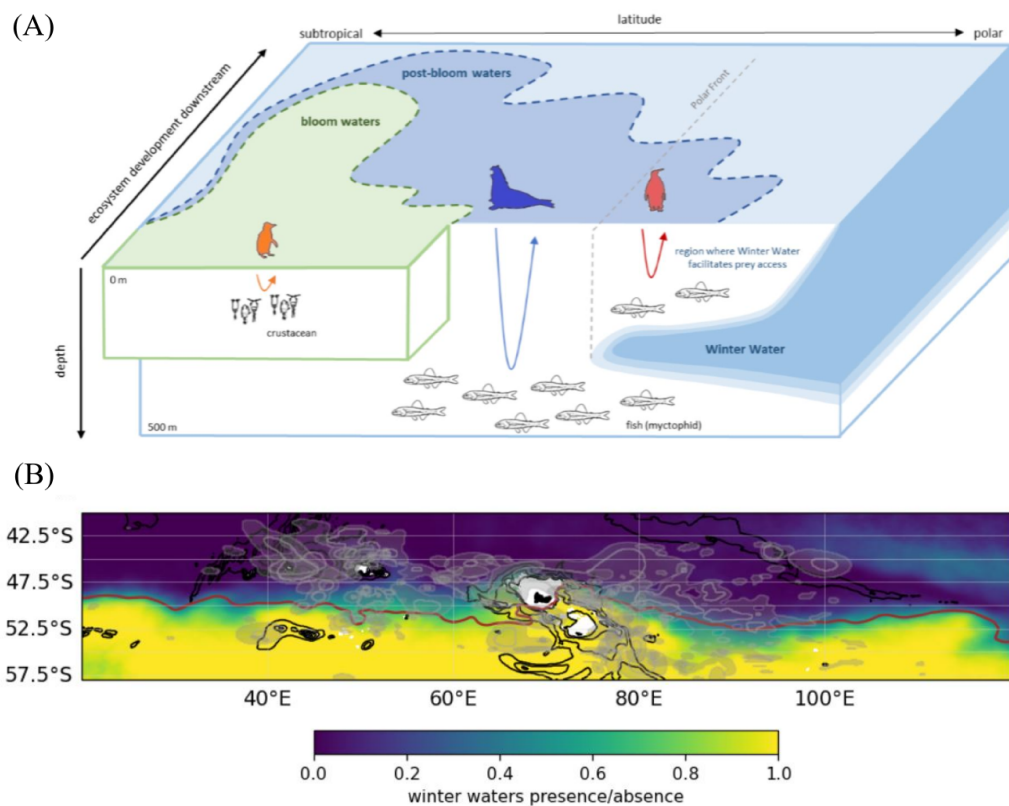 (A)
latitude
subtropical
polar
ecosystem development downstream
post-bloom waters
bloom waters
Polar Front
0 m
crustacean
region where Winter Water
facilitates prey access
Winter Water
depth
500 m
fish (myctophid)
(B)
42.5°S
47.5°S
52.5°S
57.5°S
40°E
60°E
80°E
100°E
0.0
0.2
0.4
0.6
0.8
1.0
winter waters presence/absence